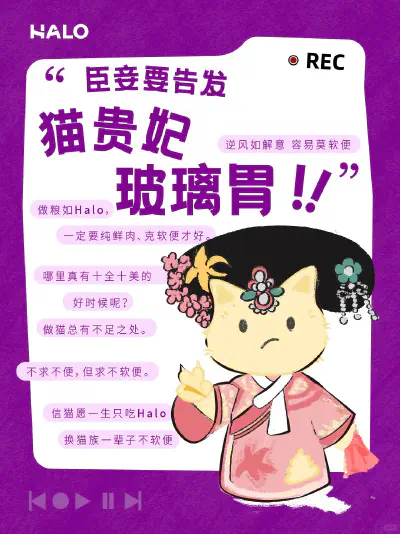 HALO
REC
“臣妾要告发
猫贵妃
逆风如解意 容易莫软便
玻璃胃!!”
做粮如Halo，
一定要纯鲜肉、克软便才好。
哪里真有十全十美的
好时候呢？
做猫总有不足之处。
不求不便，但求不软便。
信猫愿一生只吃Halo
换猫族一辈子不软便